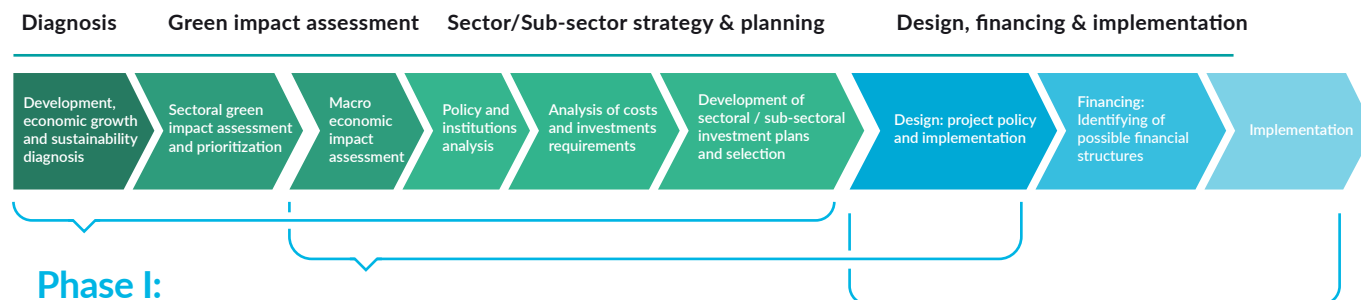 Diagnosis
Green impact assessment
Sector/Sub-sector strategy & planning
Design, financing & implementation
Development,
economic growth
and sustainability
diagnosis
Sectoral green
impact assessment
and prioritization
Macro
economic
impact
assessment
Policy and
institutions
analysis
Analysis of costs
and investments
requirements
Development of
sectoral / sub-sectoral
investment plans
and selection
Design: project policy
and implementation
Financing:
Identifying of
possible financial
structures
Implementation
Phase I: